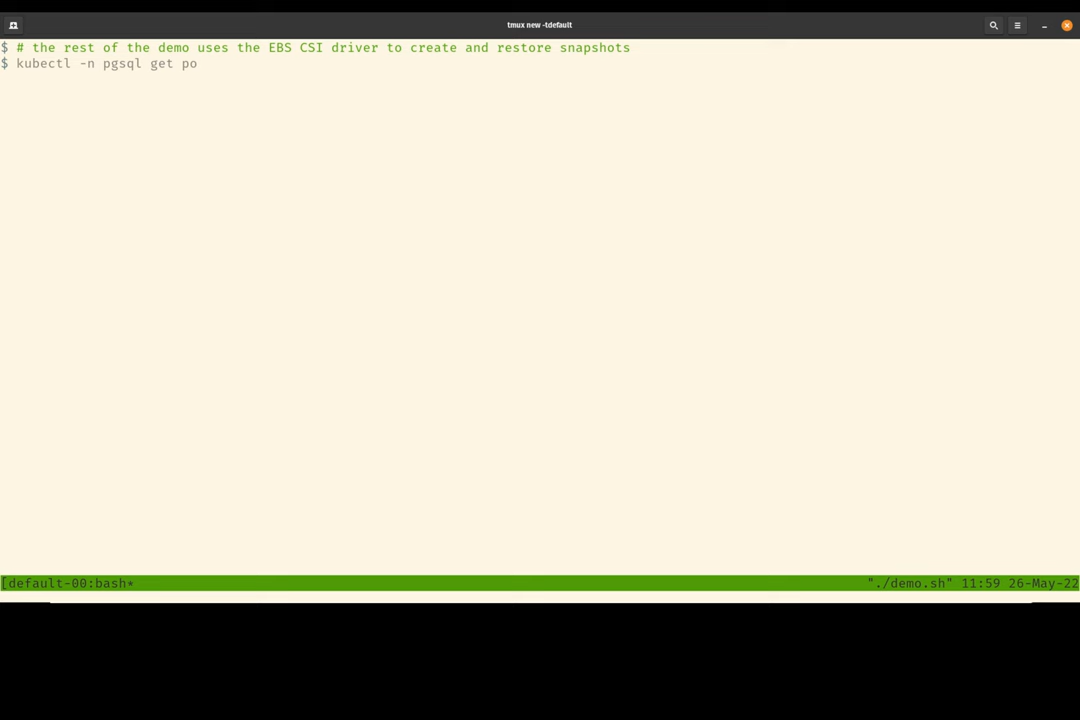 tmux new -tdefault
$ # the rest of the demo uses the EBS CSI driver to create and restore snapshots
$ kubectl -n pgsql get po
[default-00:bash* "./demo.sh" 11:59 26-May-22